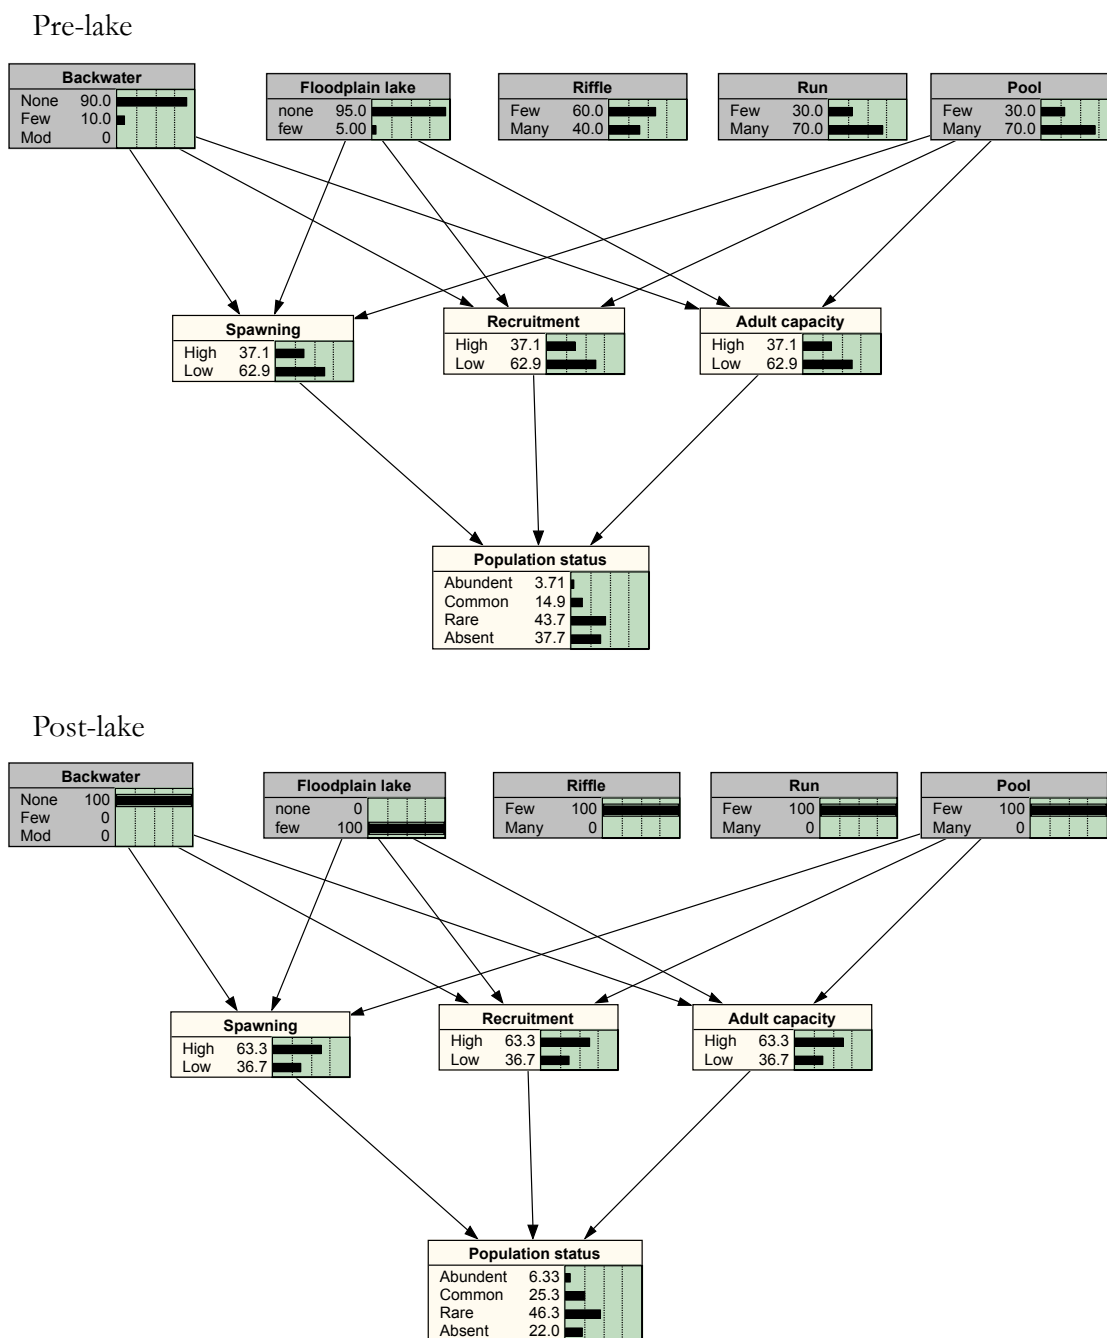 Pre-lake
Backwater
None 90.0
Few 10.0
Mod 0
Floodplain lake
none 95.0
few 5.00
Riffle
Few 60.0
Many 40.0
Run
Few 30.0
Many 70.0
Pool
Few 30.0
Many 70.0
Spawning
High 37.1
Low 62.9
Recruitment
High 37.1
Low 62.9
Adult capacity
High 37.1
Low 62.9
Population status
Abundent 3.71
Common 14.9
Rare 43.7
Absent 37.7
Post-lake
Backwater
None 100
Few 0
Mod 0
Floodplain lake
none 0
few 100
Riffle
Few 100
Many 0
Run
Few 100
Many 0
Pool
Few 100
Many 0
Spawning
High 63.3
Low 36.7
Recruitment
High 63.3
Low 36.7
Adult capacity
High 63.3
Low 36.7
Population status
Abundent 6.33
Common 25.3
Rare 46.3
Absent 22.0